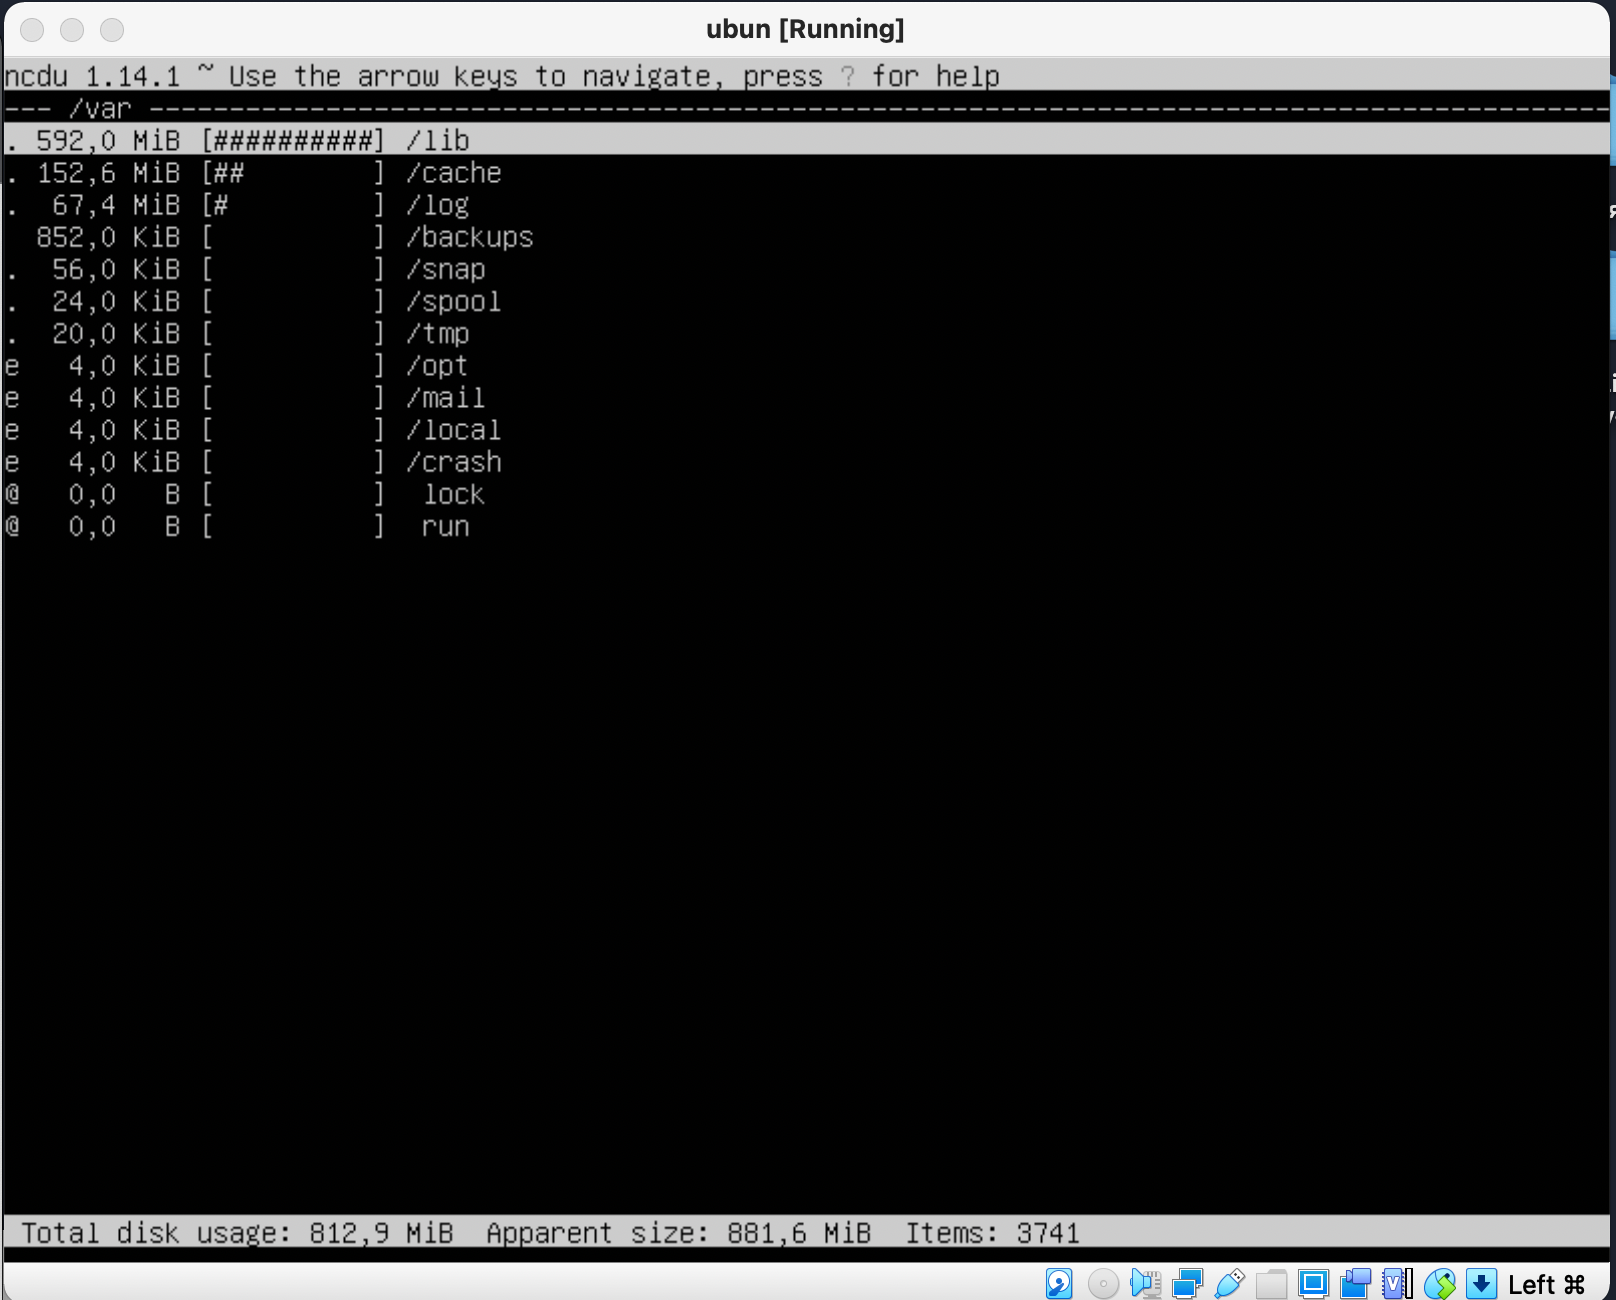 ubun [Running]
ncdu 1.14.1 ~ Use the arrow keys to navigate, press ? for help
--- /var ----------------------------------------------------------------------------------------------------
. 592,0 MiB [##########] /lib
. 152,6 MiB [##        ] /cache
.  67,4 MiB [#         ] /log
  852,0 KiB [          ] /backups
.  56,0 KiB [          ] /snap
.  24,0 KiB [          ] /spool
.  20,0 KiB [          ] /tmp
e   4,0 KiB [          ] /opt
e   4,0 KiB [          ] /mail
e   4,0 KiB [          ] /local
e   4,0 KiB [          ] /crash
@   0,0   B [          ]  lock
@   0,0   B [          ]  run
Total disk usage: 812,9 MiB  Apparent size: 881,6 MiB  Items: 3741
Left ⌘